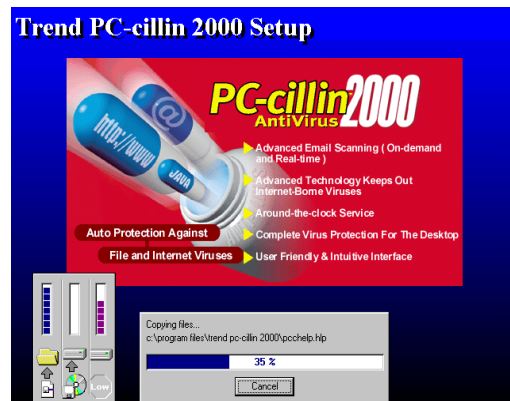 Trend PC-cillin 2000 Setup
PC-cillin 2000
AntiVirus
@
http://www
JAVA
Advanced Email Scanning ( On-demand
and Real-time )
Advanced Technology Keeps Out
Internet-Borne Viruses
Around-the-clock Service
Complete Virus Protection For The Desktop
User Friendly & Intuitive Interface
Auto Protection Against
File and Internet Viruses
Copying files...
c:\program files\trend pc-cillin 2000\pcchelp.hlp
35 %
Cancel
Low